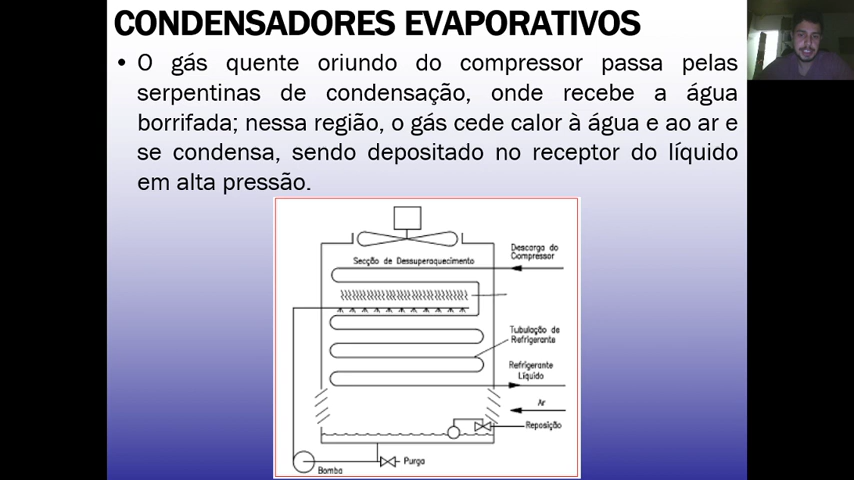 CONDENSADORES EVAPORATIVOS
• O gás quente oriundo do compressor passa pelas
serpentinas de condensação, onde recebe a água
borrifada; nessa região, o gás cede calor à água e ao ar e
se condensa, sendo depositado no receptor do líquido
em alta pressão.
Descarga do
Compressor
Secção de Dessuperaquecimento
Tubulação de
Refrigerante
Refrigerante
Líquido
Ar
Reposição
Purga
Bomba